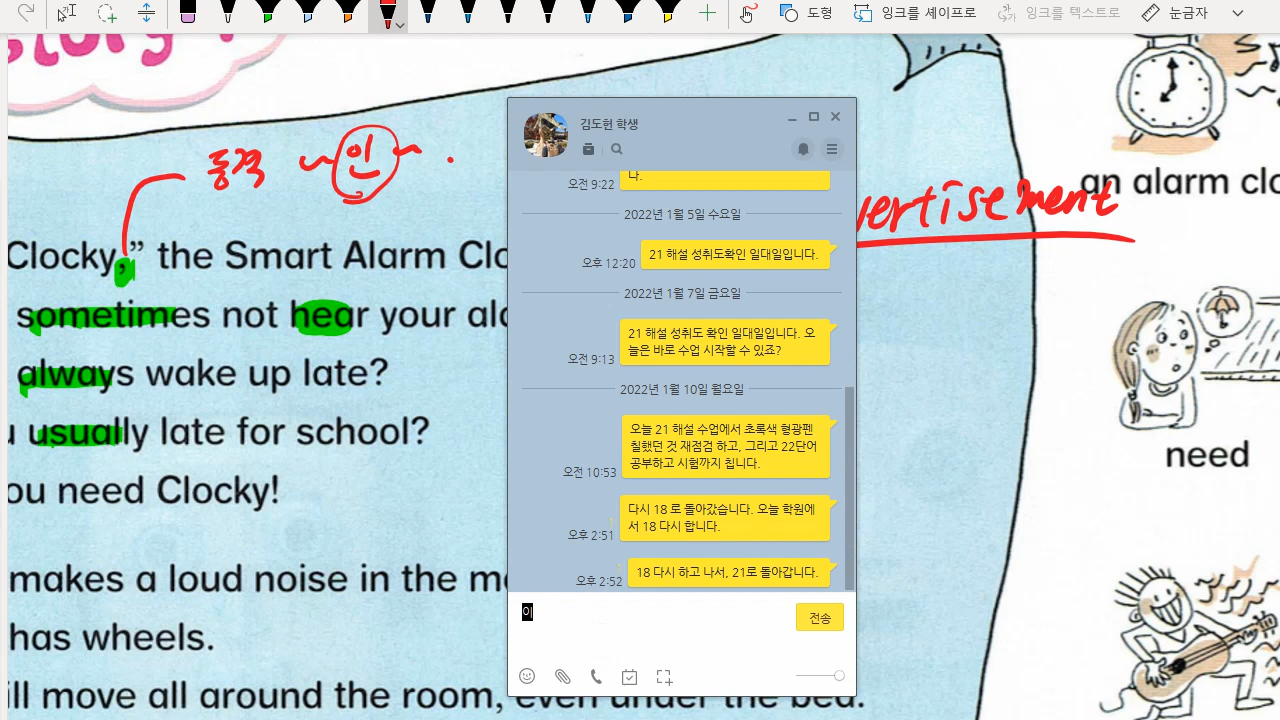 도형
잉크를 셰이프로
잉크를 텍스트로
눈금자
story
동격 ~인~ .
Clocky,” the Smart Alarm Clo
sometimes not hear your alo
always wake up late?
u usually late for school?
ou need Clocky!
makes a loud noise in the mo
has wheels.
ill move all around the room, even under the bed.
김도헌 학생
다.
오전 9:22
2022년 1월 5일 수요일
21 해설 성취도확인 일대일입니다.
오후 12:20
2022년 1월 7일 금요일
21 해설 성취도 확인 일대일입니다. 오
늘은 바로 수업 시작할 수 있죠?
오전 9:13
2022년 1월 10일 월요일
오늘 21 해설 수업에서 초록색 형광펜
칠했던 것 재점검 하고, 그리고 22단어
공부하고 시험까지 칩니다.
오전 10:53
다시 18 로 돌아갔습니다. 오늘 학원에
서 18 다시 합니다.
오후 2:51
18 다시 하고 나서, 21로 돌아갑니다.
오후 2:52
이
전송
vertisement
an alarm clo
need